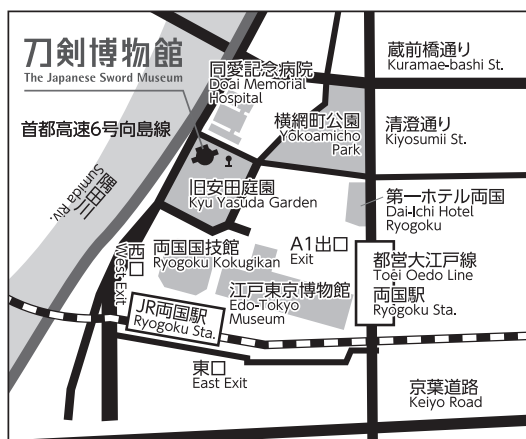 刀剣博物館
The Japanese Sword Museum
首都高速6号向島線
隅田川
Sumida Riv.
同愛記念病院
Doai Memorial
Hospital
横網町公園
Yokoamicho
Park
蔵前橋通り
Kuramae-bashi St.
清澄通り
Kiyosumii St.
旧安田庭園
Kyu Yasuda Garden
第一ホテル両国
Dai-Ichi Hotel
Ryogoku
西口
West Exit
両国国技館
Ryogoku Kokugikan
A1出口
Exit
都営大江戸線
Toei Oedo Line
両国駅
Ryogoku Sta.
江戸東京博物館
Edo-Tokyo
Museum
JR両国駅
Ryogoku Sta.
東口
East Exit
京葉道路
Keiyo Road